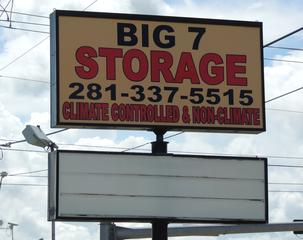 BIG 7
STORAGE
281-337-5515
CLIMATE CONTROLLED & NON-CLIMATE